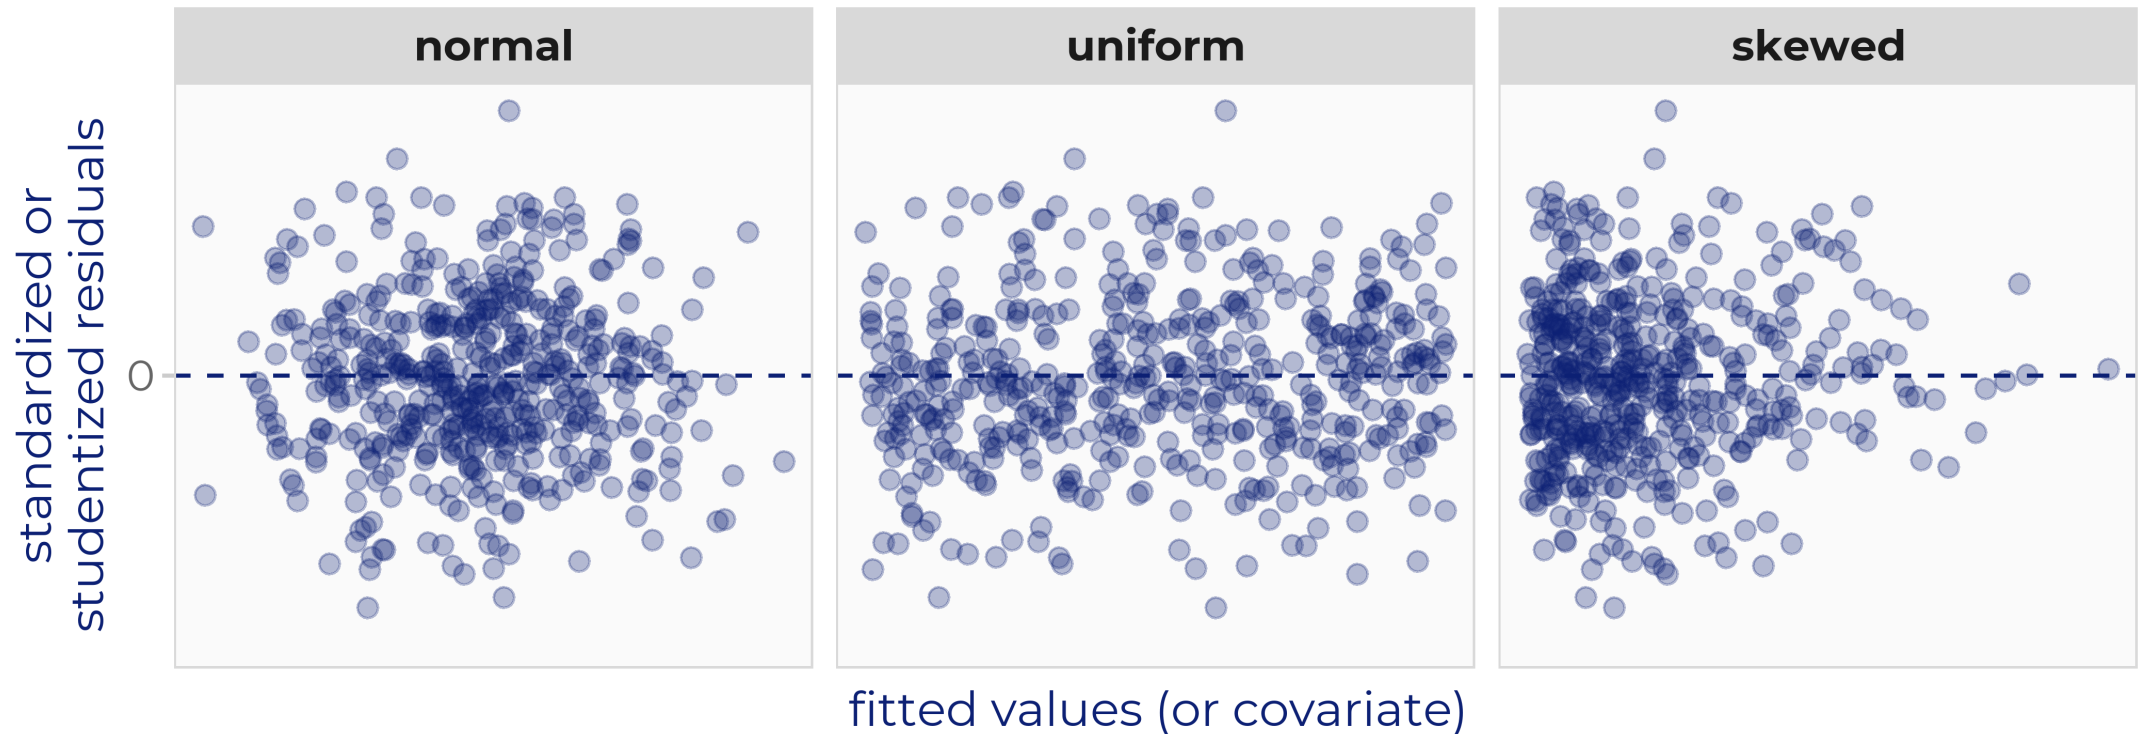 normal
uniform
skewed
standardized or
studentized residuals
0
fitted values (or covariate)